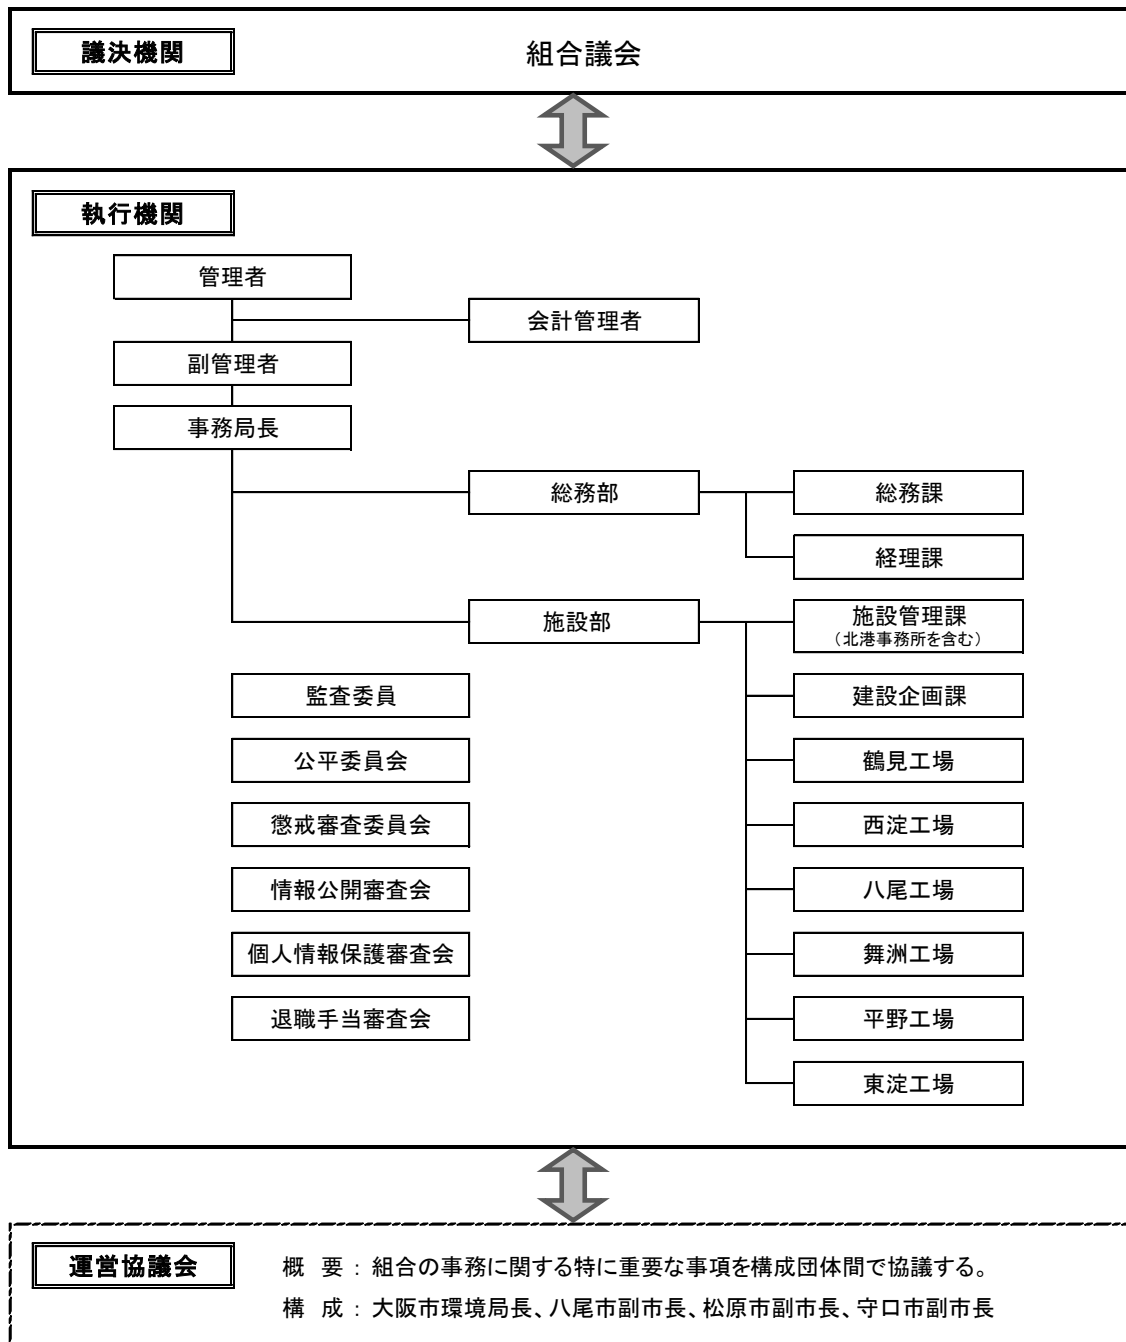 議決機関
組合議会
執行機関
管理者
会計管理者
副管理者
事務局長
総務部
総務課
経理課
施設部
施設管理課
（北港事務所を含む）
監査委員
建設企画課
公平委員会
鶴見工場
懲戒審査委員会
西淀工場
情報公開審査会
八尾工場
個人情報保護審査会
舞洲工場
退職手当審査会
平野工場
東淀工場
運営協議会
概　要 ： 組合の事務に関する特に重要な事項を構成団体間で協議する。
構　成 ： 大阪市環境局長、八尾市副市長、松原市副市長、守口市副市長